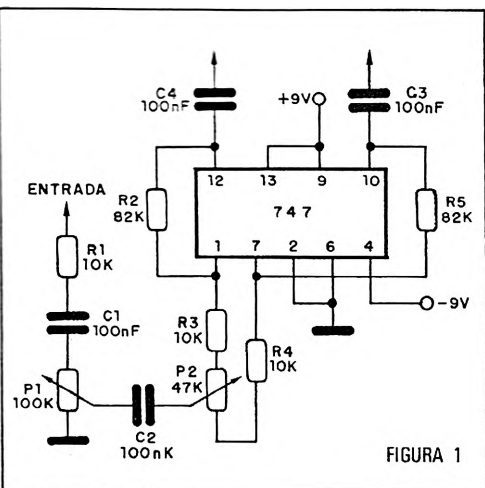 C4
100nF
+9V
C3
100nF
12 13 9 10
ENTRADA
R2
82K
747
R5
82K
1 7 2 6 4
R1
10K
-9V
C1
100nF
R3
10K
R4
10K
P2
47K
P1
100K
C2
100nK
FIGURA 1